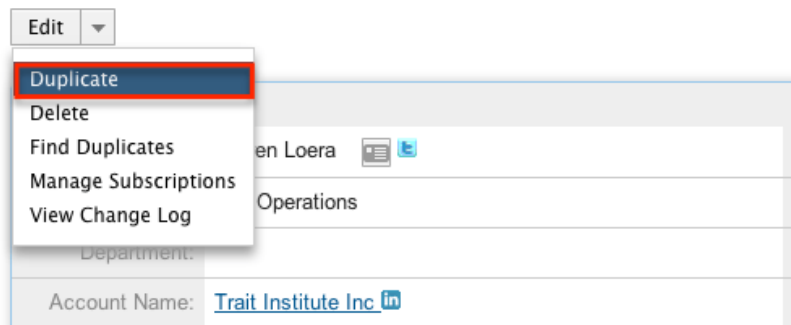 Edit
Duplicate
Delete
Find Duplicates
en Loera
Manage Subscriptions
Operations
View Change Log
Department:
Account Name: Trait Institute Inc in